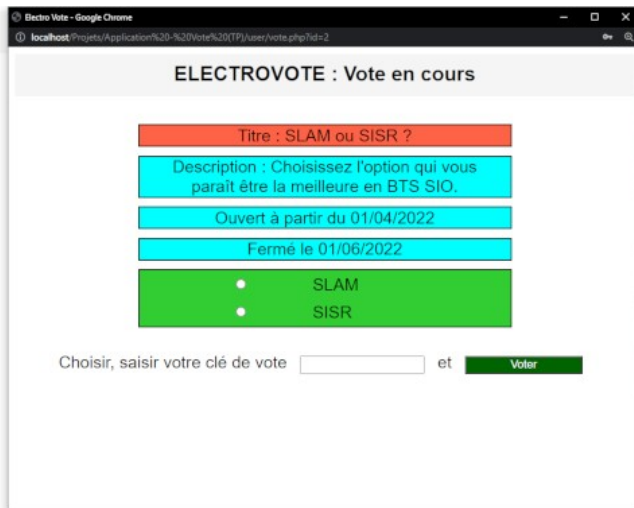 Electro Vote - Google Chrome
localhost/Projets/Application%20-%20Vote%20(TP)/user/vote.php?id=2
ELECTROVOTE : Vote en cours
Titre : SLAM ou SISR ?
Description : Choisissez l'option qui vous
paraît être la meilleure en BTS SIO.
Ouvert à partir du 01/04/2022
Fermé le 01/06/2022
SLAM
SISR
Choisir, saisir votre clé de vote et Voter